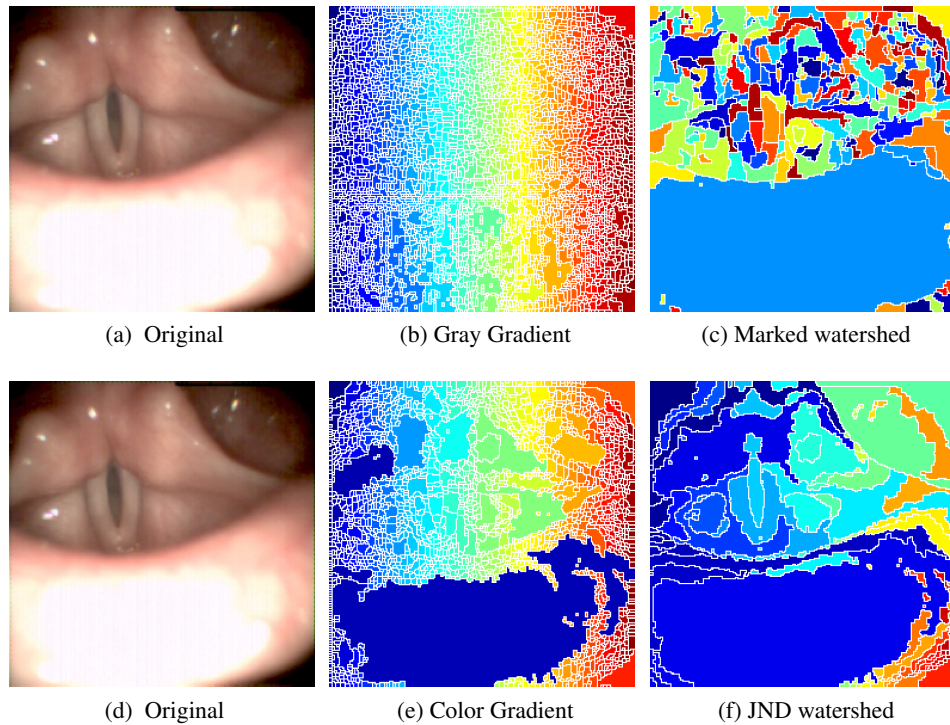 (a) Original
(b) Gray Gradient
(c) Marked watershed
(d) Original
(e) Color Gradient
(f) JND watershed